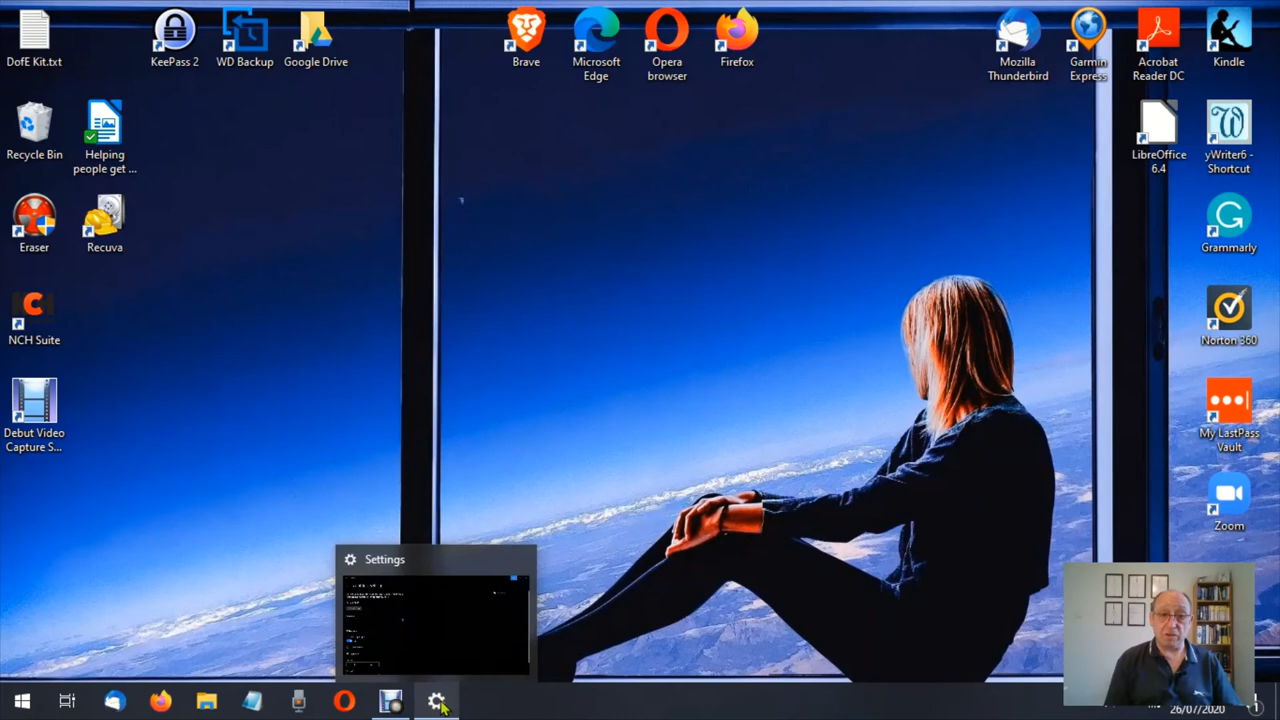 DofE Kit.txt
KeePass 2
WD Backup
Google Drive
Brave
Microsoft
Edge
Opera
browser
Firefox
Mozilla
Thunderbird
Garmin
Express
Acrobat
Reader DC
Kindle
Recycle Bin
Helping
people get ...
LibreOffice
6.4
yWriter6 -
Shortcut
Eraser
Recuva
Grammarly
NCH Suite
Norton 360
Debut Video
Capture S...
My LastPass
Vault
Zoom
Settings
26/07/2020